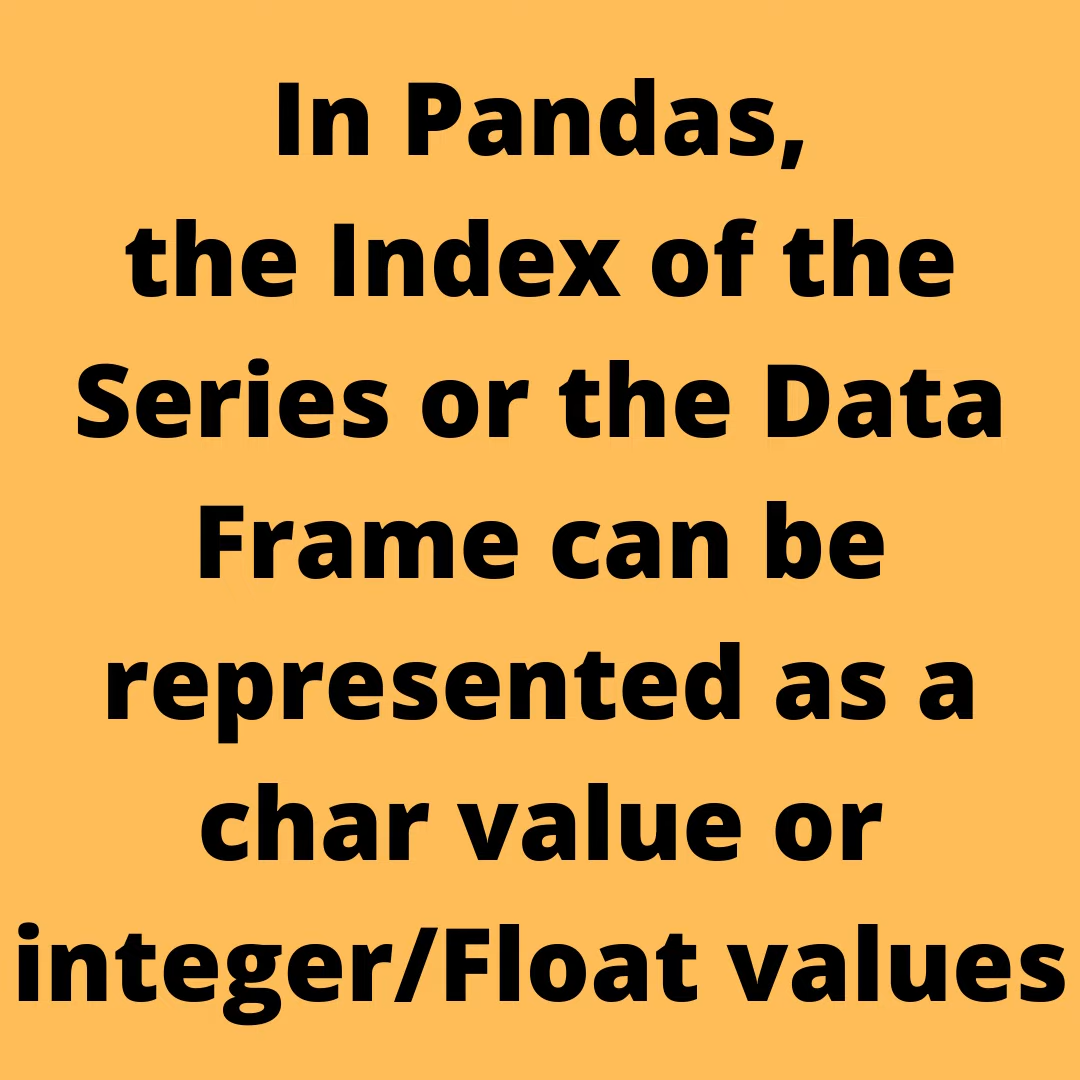 In Pandas,
the Index of the
Series or the Data
Frame can be
represented as a
char value or
integer/Float values